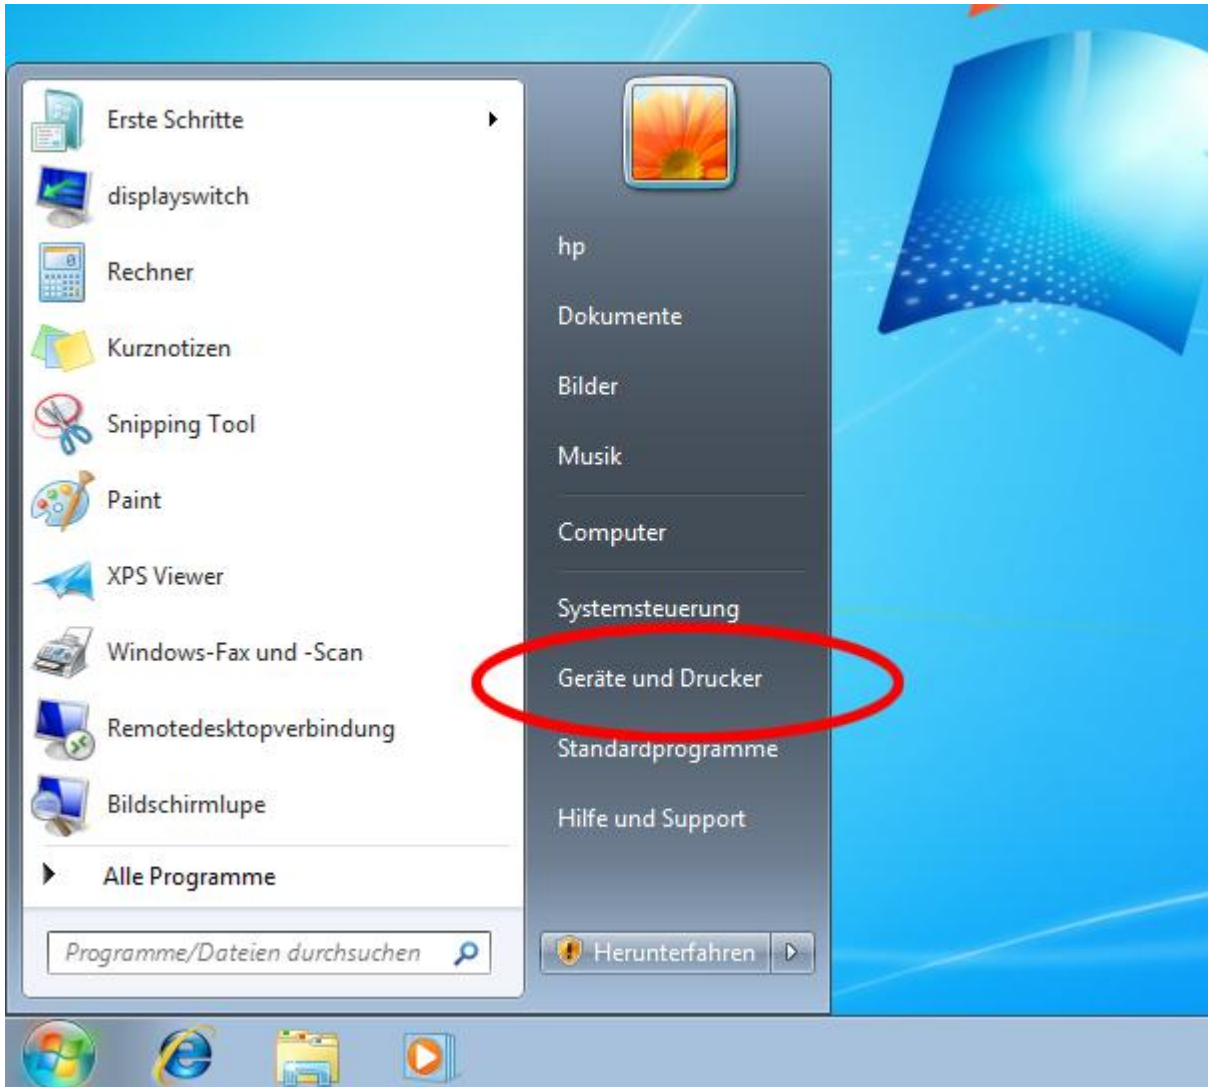 Erste Schritte
displayswitch
Rechner
Kurznotizen
Snipping Tool
Paint
XPS Viewer
Windows-Fax und -Scan
Remotedesktopverbindung
Bildschirmlupe
Alle Programme
Programme/Dateien durchsuchen
hp
Dokumente
Bilder
Musik
Computer
Systemsteuerung
Geräte und Drucker
Standardprogramme
Hilfe und Support
Herunterfahren